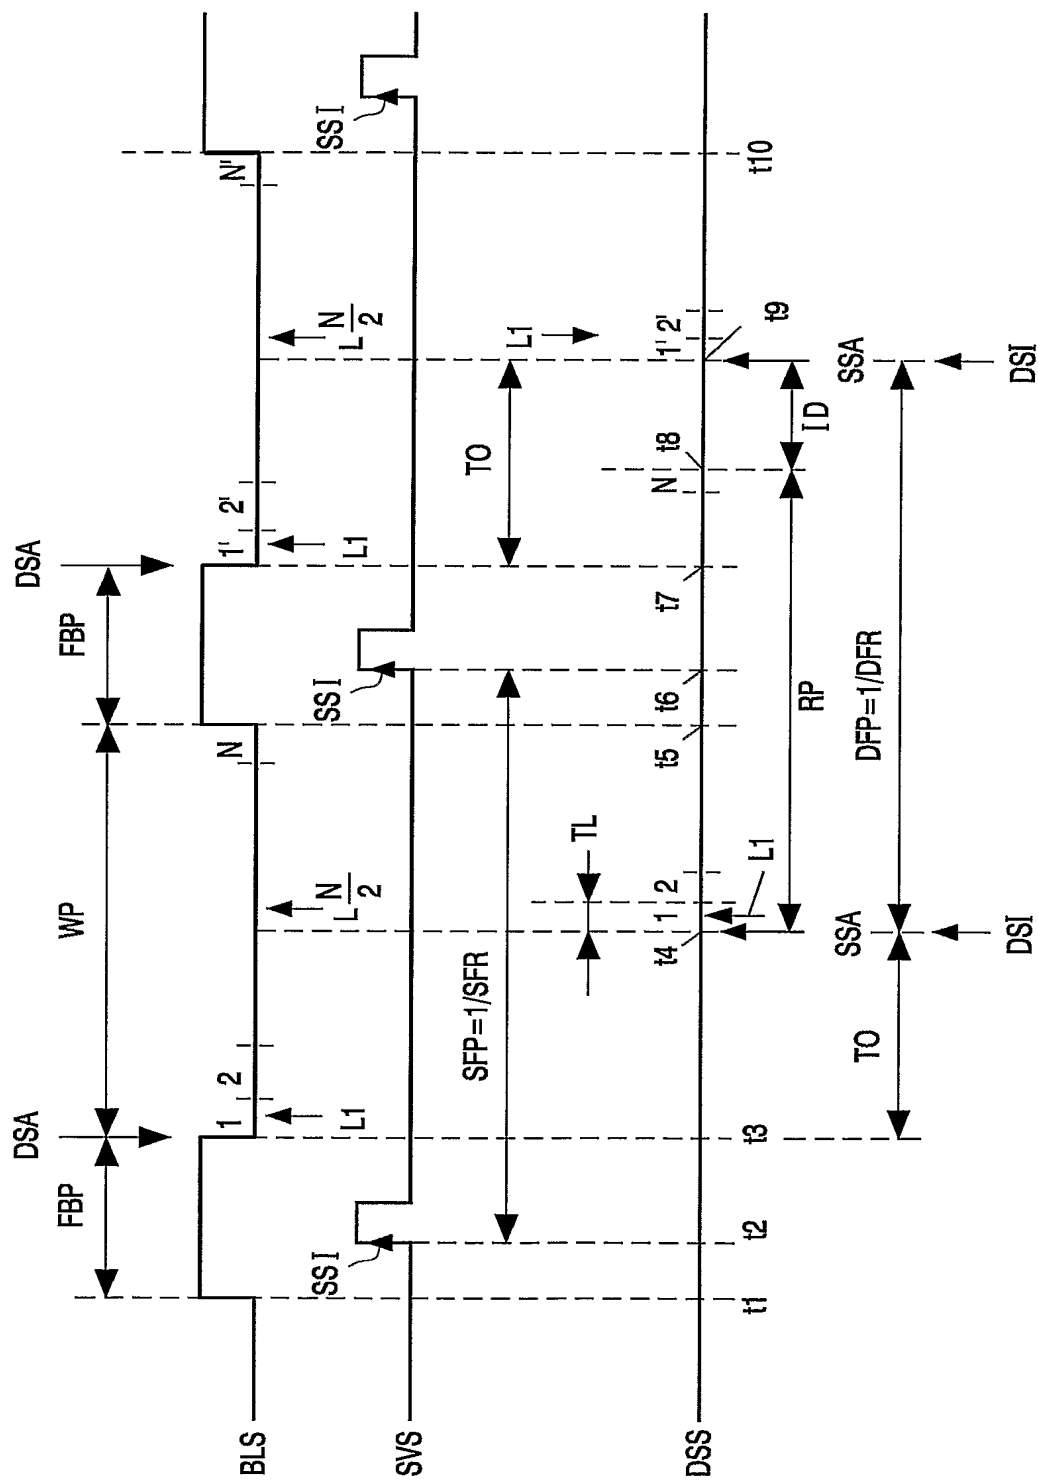 DSA
DSA
FBP
WP
FBP
BLS
1
2
N
1'
2'
N'
L1
L N/2
L1
L N/2
SSI
SSI
SSI
SVS
SFP=1/SFR
TO
L1
TL
DSS
1
2
N
1'
2'
t1
t2
t3
t4
t5
t6
t7
t8
t9
t10
L1
RP
ID
SSA
SSA
TO
DFP=1/DFR
DSI
DSI